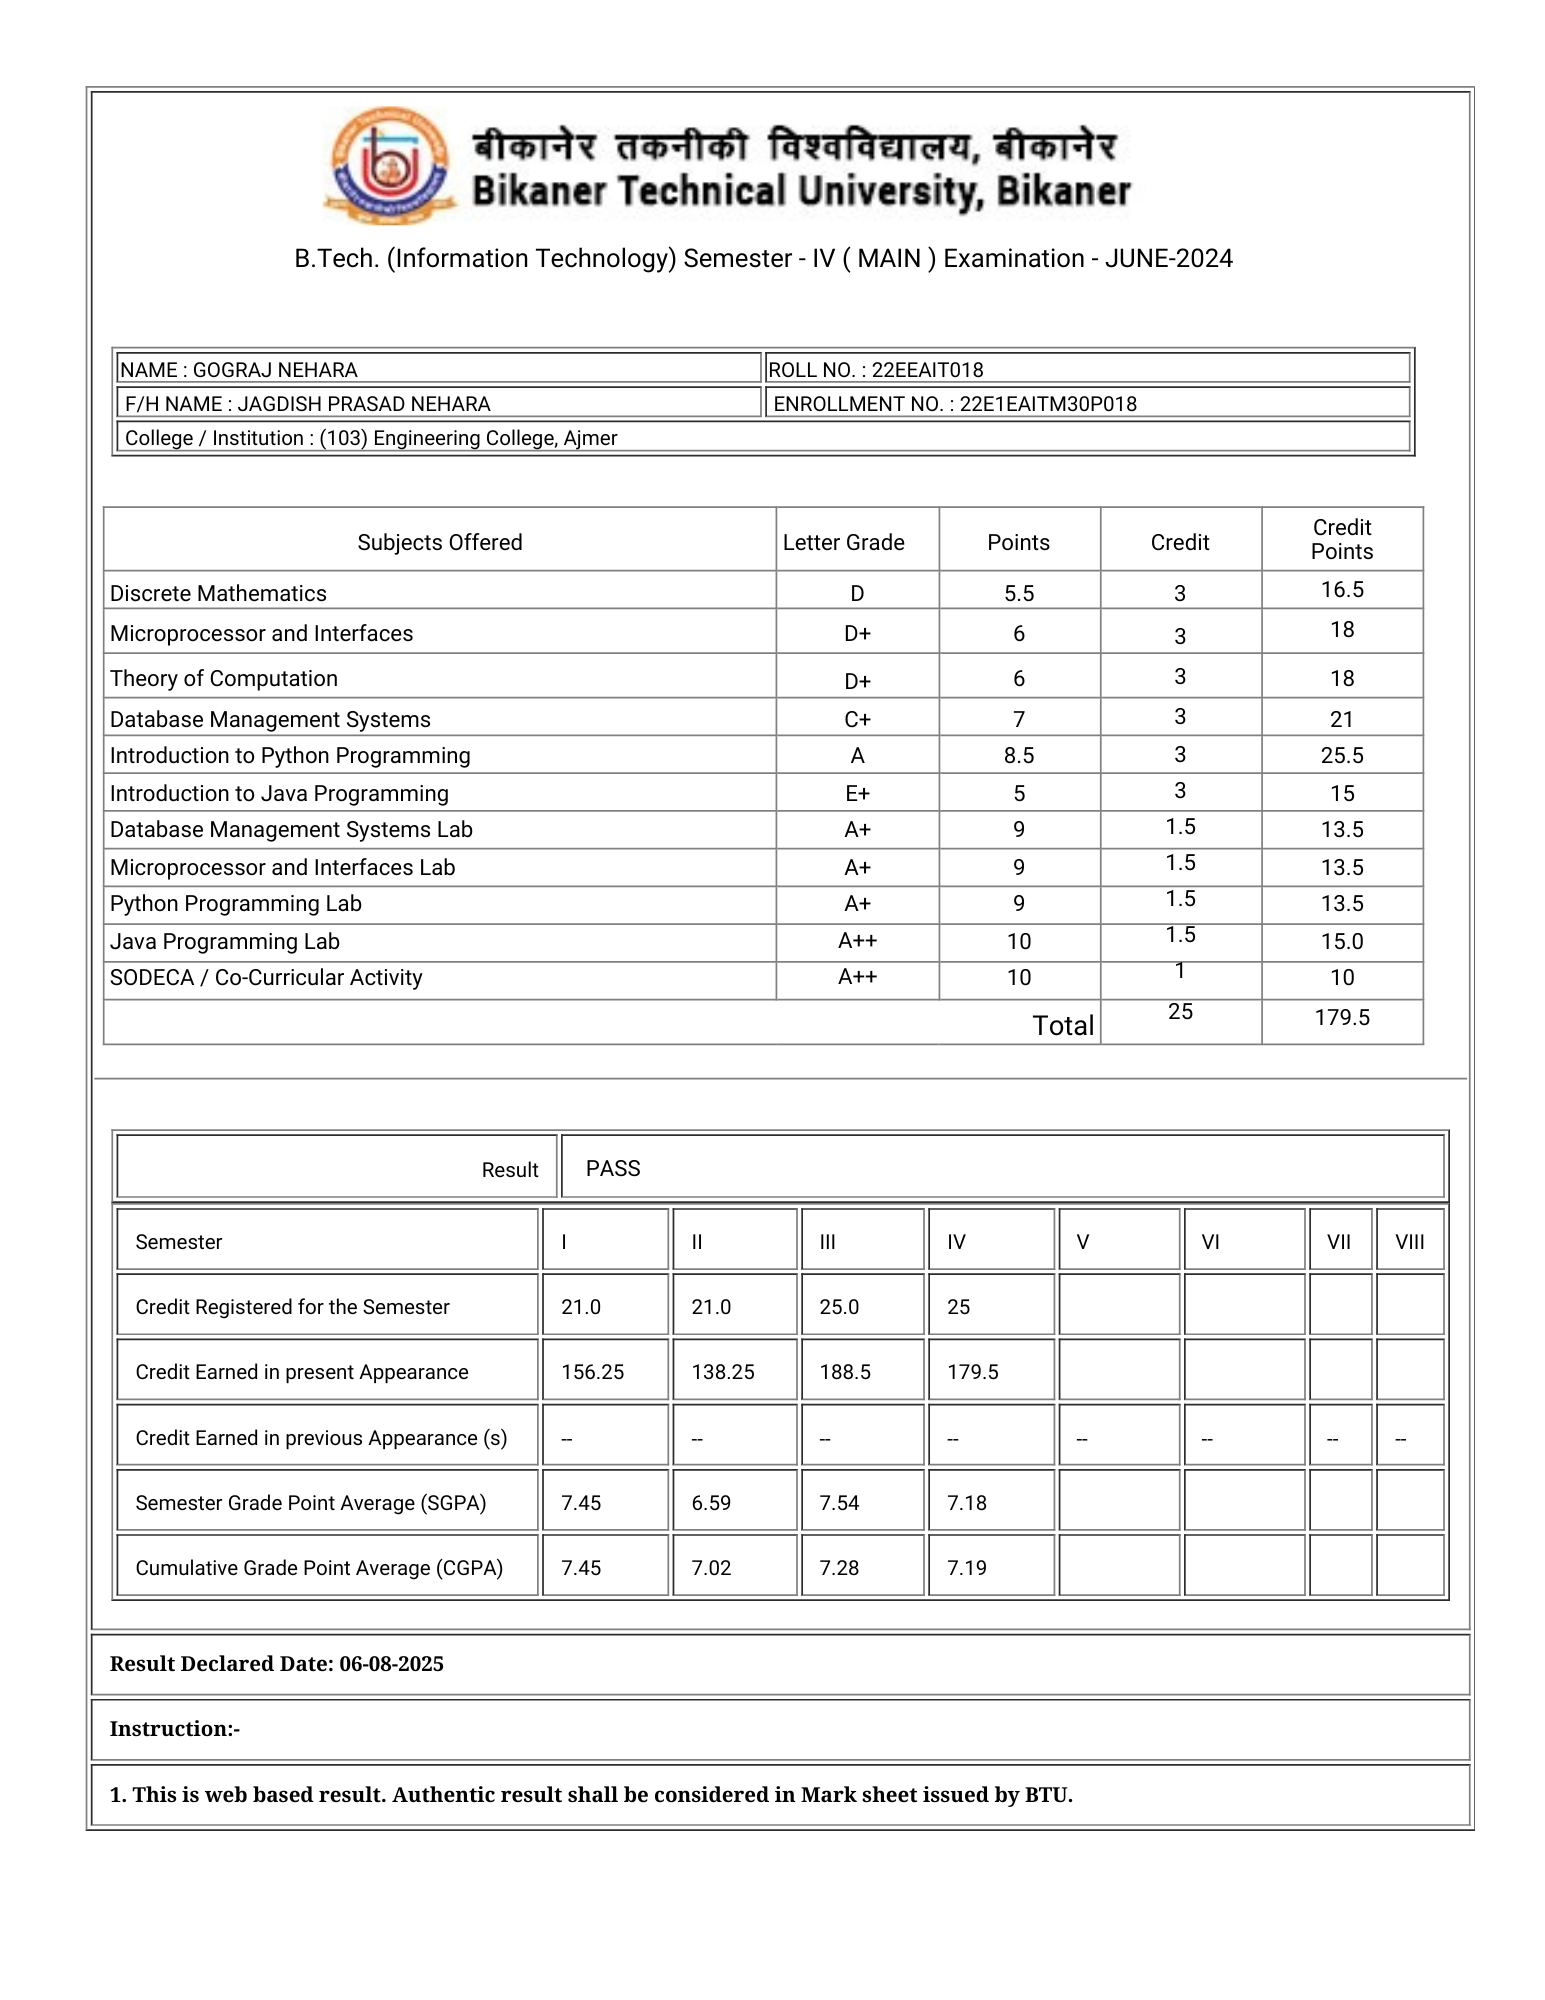 बीकानेर तकनीकी विश्वविद्यालय, बीकानेर
Bikaner Technical University, Bikaner
B.Tech. (Information Technology) Semester - IV ( MAIN ) Examination - JUNE-2024
NAME : GOGRAJ NEHARA ROLL NO. : 22EEAIT018
F/H NAME : JAGDISH PRASAD NEHARA ENROLLMENT NO. : 22E1EAITM30P018
College / Institution : (103) Engineering College, Ajmer
Subjects Offered Letter Grade Points Credit Credit Points
Discrete Mathematics D 5.5 3 16.5
Microprocessor and Interfaces D+ 6 3 18
Theory of Computation D+ 6 3 18
Database Management Systems C+ 7 3 21
Introduction to Python Programming A 8.5 3 25.5
Introduction to Java Programming E+ 5 3 15
Database Management Systems Lab A+ 9 1.5 13.5
Microprocessor and Interfaces Lab A+ 9 1.5 13.5
Python Programming Lab A+ 9 1.5 13.5
Java Programming Lab A++ 10 1.5 15.0
SODECA / Co-Curricular Activity A++ 10 1 10
Total 25 179.5
Result PASS
Semester I II III IV V VI VII VIII
Credit Registered for the Semester 21.0 21.0 25.0 25
Credit Earned in present Appearance 156.25 138.25 188.5 179.5
Credit Earned in previous Appearance (s) -- -- -- -- -- -- -- --
Semester Grade Point Average (SGPA) 7.45 6.59 7.54 7.18
Cumulative Grade Point Average (CGPA) 7.45 7.02 7.28 7.19
Result Declared Date: 06-08-2025
Instruction:-
1. This is web based result. Authentic result shall be considered in Mark sheet issued by BTU.